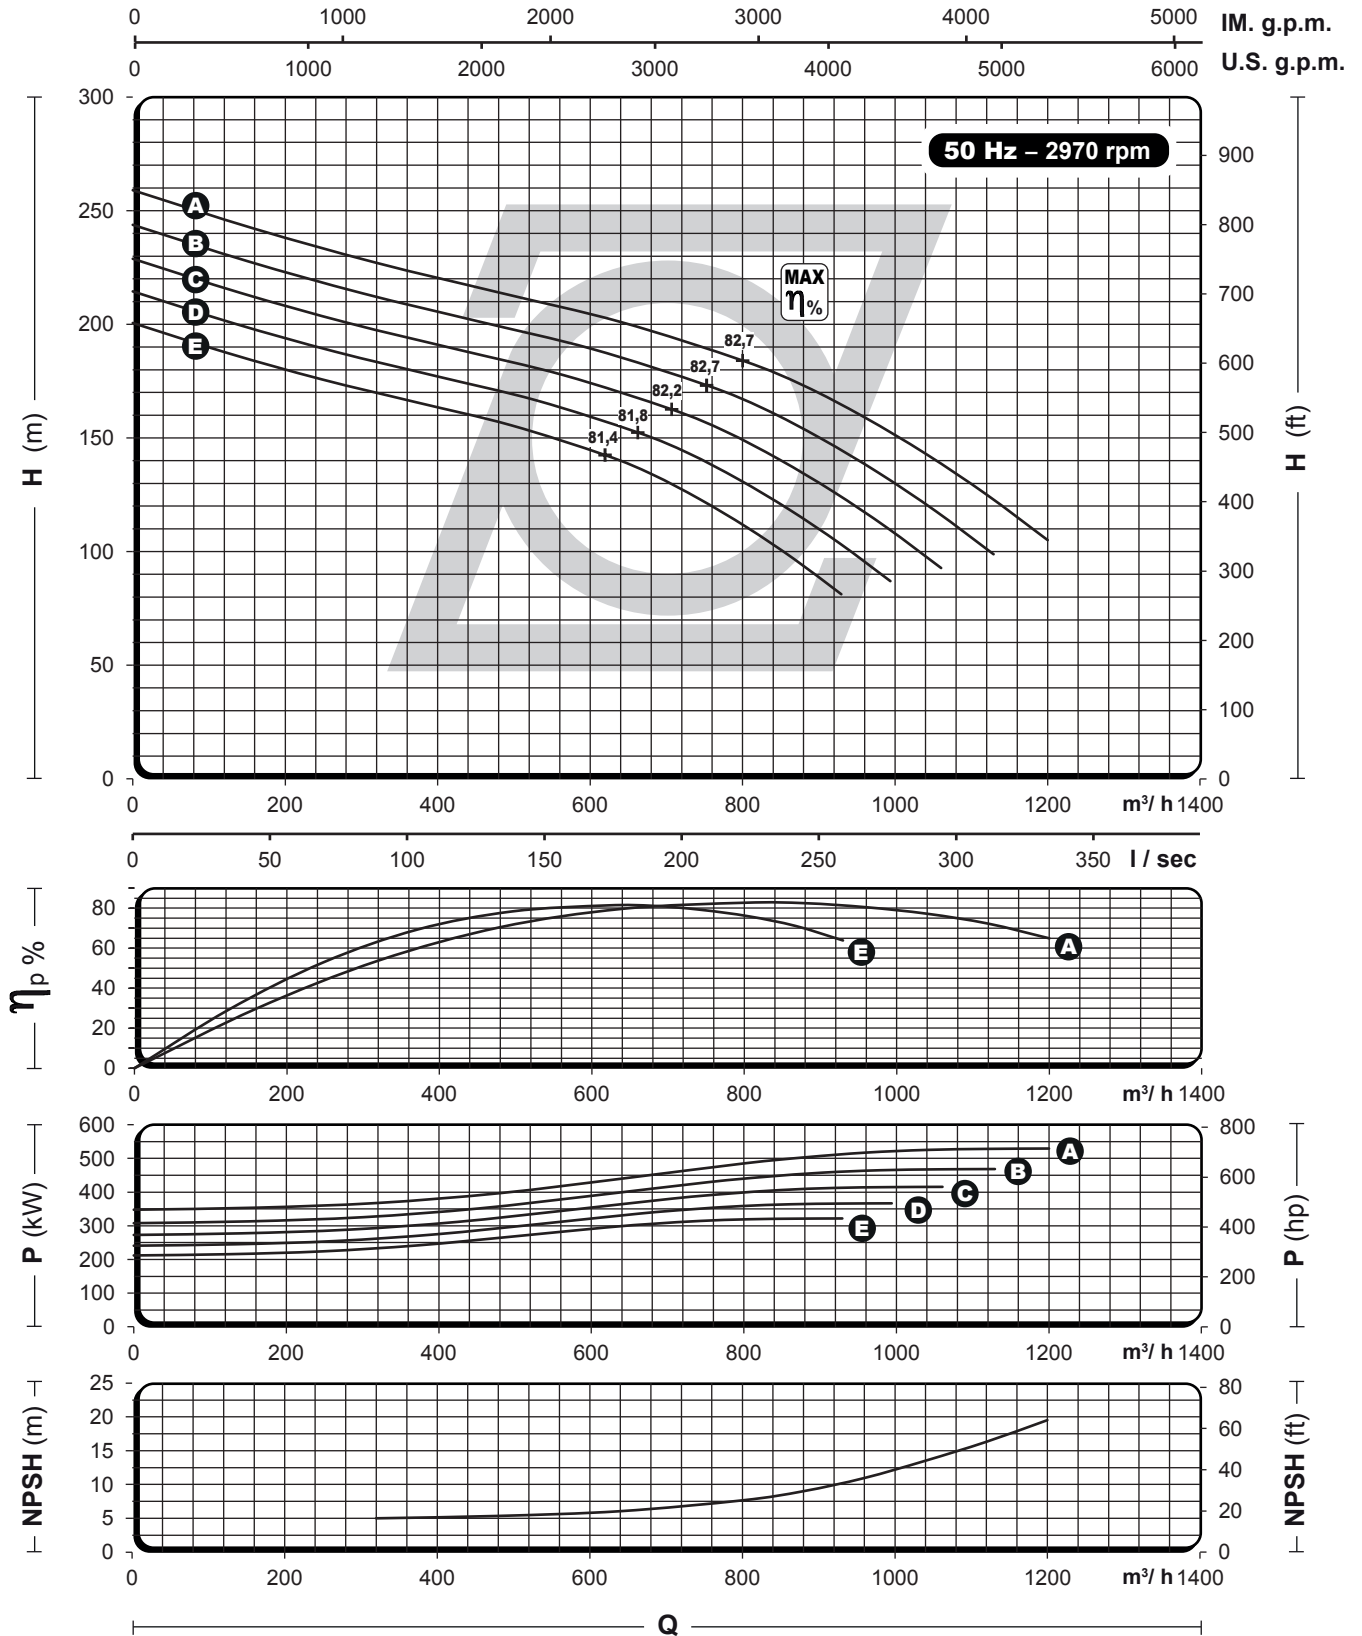 0 1000 2000 3000 4000 5000 IM. g.p.m.
0 1000 2000 3000 4000 5000 6000 U.S. g.p.m.
300
250
200
150
100
50
0
H (m)
50 Hz – 2970 rpm
900
800
700
600
500
400
300
200
100
0
H (ft)
A
B
C
D
E
MAX
η%
82,7
82,7
82,2
81,8
81,4
0 200 400 600 800 1000 1200 m³/ h 1400
0 50 100 150 200 250 300 350 l / sec
80
60
40
20
0
ηp %
E
A
0 200 400 600 800 1000 1200 m³/ h 1400
600
500
400
300
200
100
0
P (kW)
A
B
C
D
E
800
600
400
200
0
P (hp)
0 200 400 600 800 1000 1200 m³/ h 1400
25
20
15
10
5
0
NPSH (m)
80
60
40
20
0
NPSH (ft)
0 200 400 600 800 1000 1200 m³/ h 1400
Q